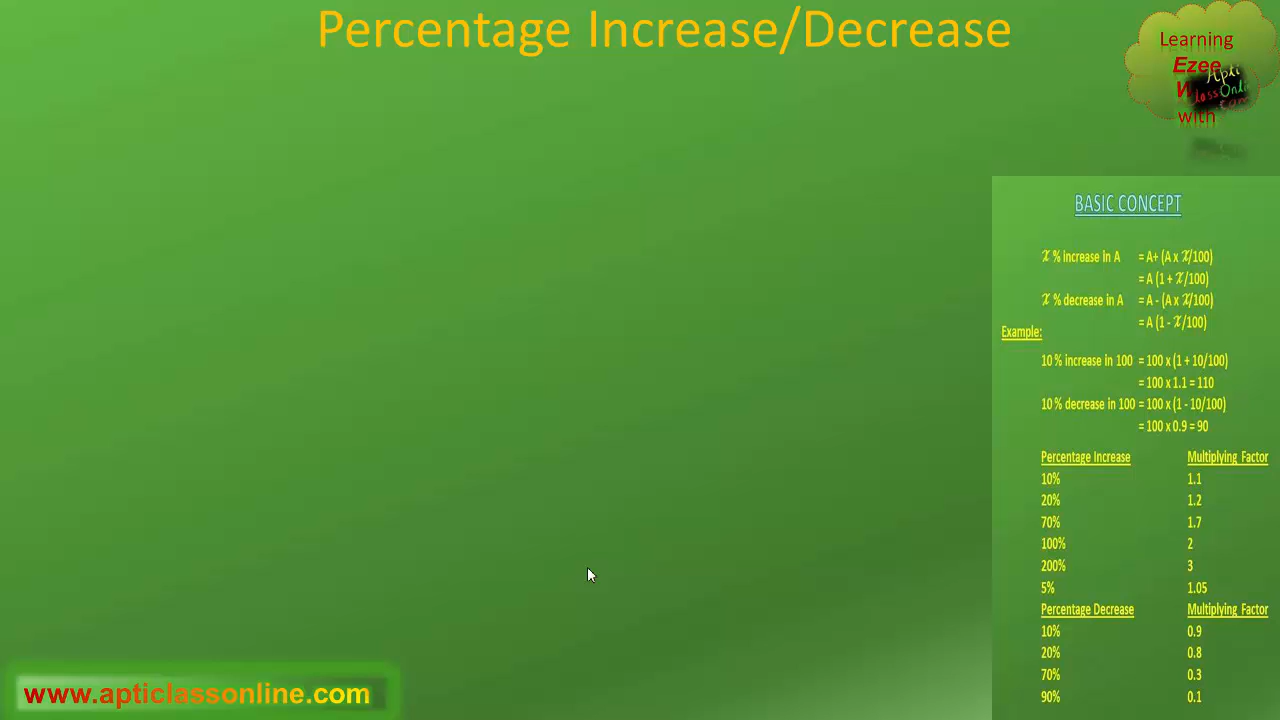 Percentage Increase/Decrease
Learning
Ezee
with
BASIC CONCEPT
x % increase in A = A+ (A x x/100)
= A (1 + x/100)
x % decrease in A = A - (A x x/100)
= A (1 - x/100)
Example:
10 % increase in 100 = 100 x (1 + 10/100)
= 100 x 1.1 = 110
10 % decrease in 100 = 100 x (1 - 10/100)
= 100 x 0.9 = 90
Percentage Increase Multiplying Factor
10% 1.1
20% 1.2
70% 1.7
100% 2
200% 3
5% 1.05
Percentage Decrease Multiplying Factor
10% 0.9
20% 0.8
70% 0.3
90% 0.1
www.apticlassonline.com